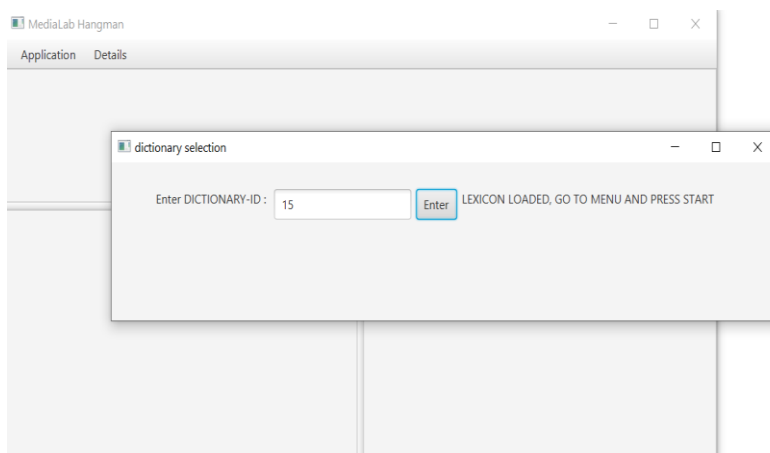 MediaLab Hangman
Application Details
dictionary selection
Enter DICTIONARY-ID : 15 Enter LEXICON LOADED, GO TO MENU AND PRESS START